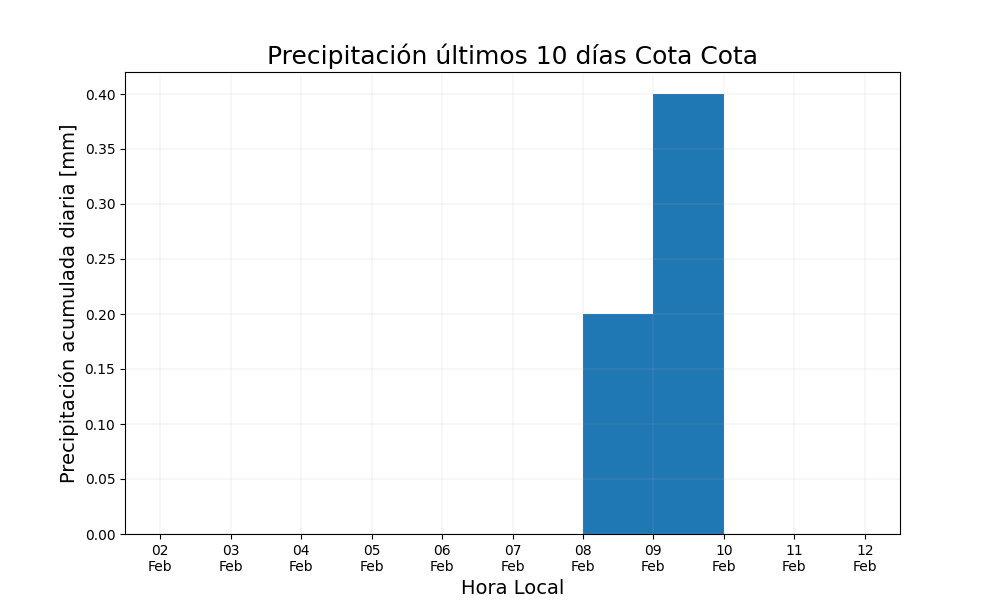 Precipitación últimos 10 días Cota Cota
Precipitación acumulada diaria [mm]
0.40
0.35
0.30
0.25
0.20
0.15
0.10
0.05
0.00
02 03 04 05 06 07 08 09 10 11 12
Feb Feb Feb Feb Feb Feb Feb Feb Feb Feb Feb
Hora Local